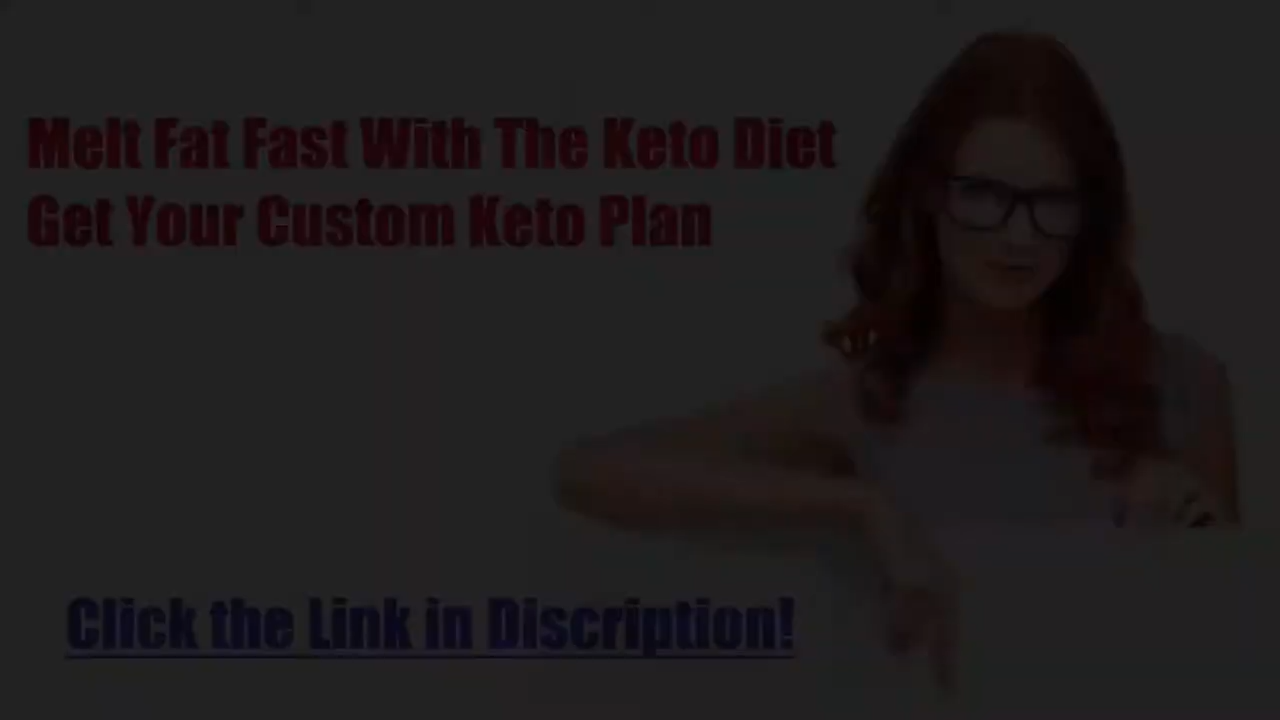 Melt Fat Fast With The Keto Diet
Get Your Custom Keto Plan
Click the Link in Discription!